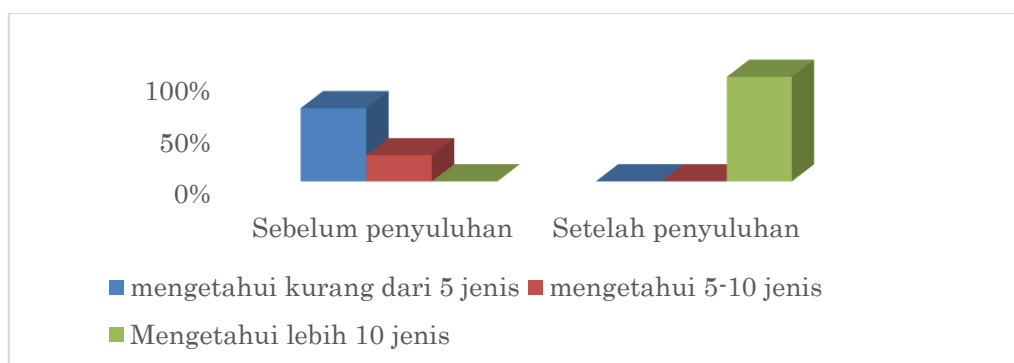 100%
50%
0%
Sebelum penyuluhan Setelah penyuluhan
mengetahui kurang dari 5 jenis mengetahui 5-10 jenis
Mengetahui lebih 10 jenis